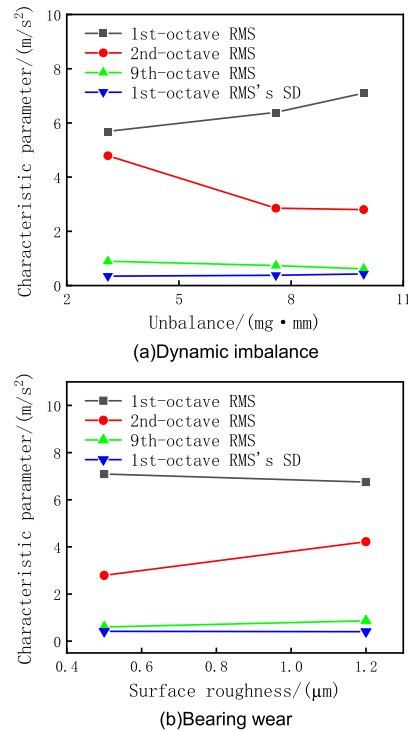 1st-octave RMS
2nd-octave RMS
9th-octave RMS
1st-octave RMS's SD
Characteristic parameter/(m/s²)
10
8
6
4
2
0
2 5 8 11
Unbalance/(mg·mm)
(a)Dynamic imbalance
1st-octave RMS
2nd-octave RMS
9th-octave RMS
1st-octave RMS's SD
Characteristic parameter/(m/s²)
10
8
6
4
2
0
0.4 0.6 0.8 1.0 1.2
Surface roughness/(μm)
(b)Bearing wear